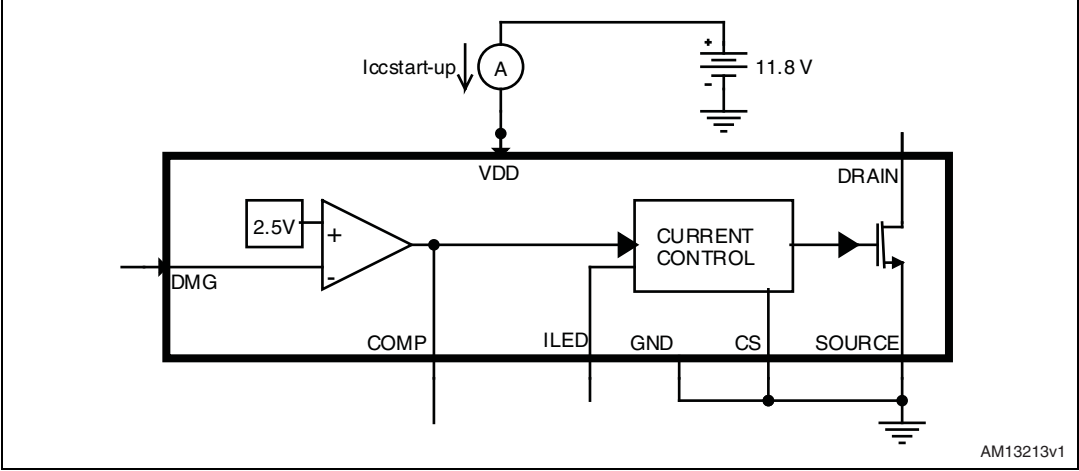 Iccstart-up
A
+
-
11.8 V
VDD
DRAIN
2.5V
+
-
CURRENT
CONTROL
DMG
COMP
ILED
GND
CS
SOURCE
AM13213v1